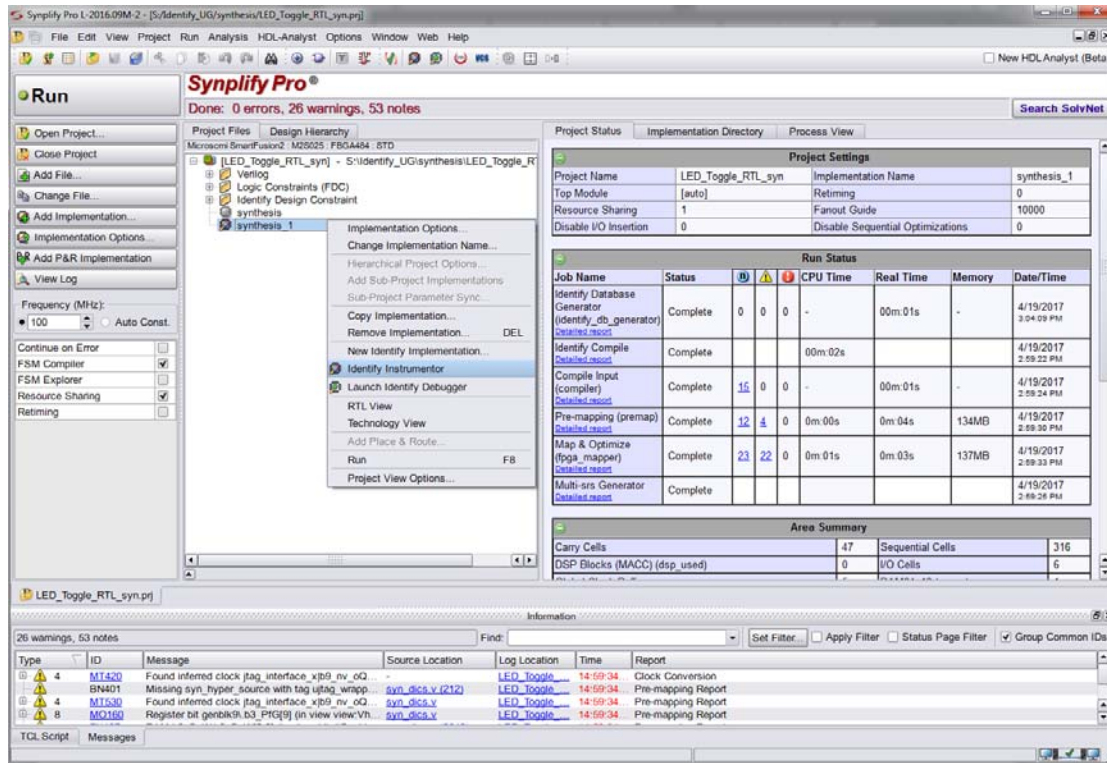 Synplify Pro L-2016.09M-2 - [S:/Identify_UG/synthesis/LED_Toggle_RTL_syn.prj]
File Edit View Project Run Analysis HDL-Analyst Options Window Web Help
New HDL Analyst (Beta
Run
Synplify Pro®
Done: 0 errors, 26 warnings, 53 notes
Search SolvNet
Open Project...
Close Project
Add File...
Change File...
Add Implementation...
Implementation Options...
Add P&R Implementation
View Log
Frequency (MHz):
100 Auto Const.
Continue on Error
FSM Compiler
FSM Explorer
Resource Sharing
Retiming
Project Files Design Hierarchy
Microsemi SmartFusion2 : M2S025 : FBGA484 : STD
[LED_Toggle_RTL_syn] - S:\Identify_UG\synthesis\LED_Toggle_R
Verilog
Logic Constraints (FDC)
Identify Design Constraint
synthesis
synthesis_1
Implementation Options...
Change Implementation Name...
Hierarchical Project Options...
Add Sub-Project Implementations
Sub-Project Parameter Sync...
Copy Implementation...
Remove Implementation... DEL
New Identify Implementation...
Identify Instrumentor
Launch Identify Debugger
RTL View
Technology View
Add Place & Route...
Run F8
Project View Options...
Project Status Implementation Directory Process View
Project Settings
Project Name LED_Toggle_RTL_syn Implementation Name synthesis_1
Top Module [auto] Retiming 0
Resource Sharing 1 Fanout Guide 10000
Disable I/O Insertion 0 Disable Sequential Optimizations 0
Run Status
Job Name Status CPU Time Real Time Memory Date/Time
Identify Database
Generator
(identify_db_generator) Complete 0 0 0 - 00m:01s - 4/19/2017
Detailed report 3:04:09 PM
Identify Compile Complete 00m:02s 4/19/2017
Detailed report 2:59:22 PM
Compile Input
(compiler) Complete 15 0 0 - 00m:01s - 4/19/2017
Detailed report 2:59:24 PM
Pre-mapping (premap) Complete 12 4 0 0m:00s 0m:04s 134MB 4/19/2017
Detailed report 2:59:30 PM
Map & Optimize
(fpga_mapper) Complete 23 22 0 0m:01s 0m:03s 137MB 4/19/2017
Detailed report 2:59:33 PM
Multi-srs Generator Complete 4/19/2017
Detailed report 2:59:26 PM
Area Summary
Carry Cells 47 Sequential Cells 316
DSP Blocks (MACC) (dsp_used) 0 I/O Cells 6
LED_Toggle_RTL_syn.prj
Information
26 warnings, 53 notes Find: Set Filter... Apply Filter Status Page Filter Group Common IDs
Type ID Message Source Location Log Location Time Report
4 MT420 Found inferred clock jtag_interface_x|b9_nv_oQ... - LED_Toggle_... 14:59:34... Clock Conversion
BN401 Missing syn_hyper_source with tag ujtag_wrapp... syn_dics.v (212) LED_Toggle_... 14:59:34... Pre-mapping Report
4 MT530 Found inferred clock jtag_interface_x|b9_nv_oQ... syn_dics.v LED_Toggle_... 14:59:34... Pre-mapping Report
8 MO160 Register bit genblk9\.b3_PfG[9] (in view view:Vh... syn_dics.v LED_Toggle_... 14:59:34... Pre-mapping Report
TCL Script Messages